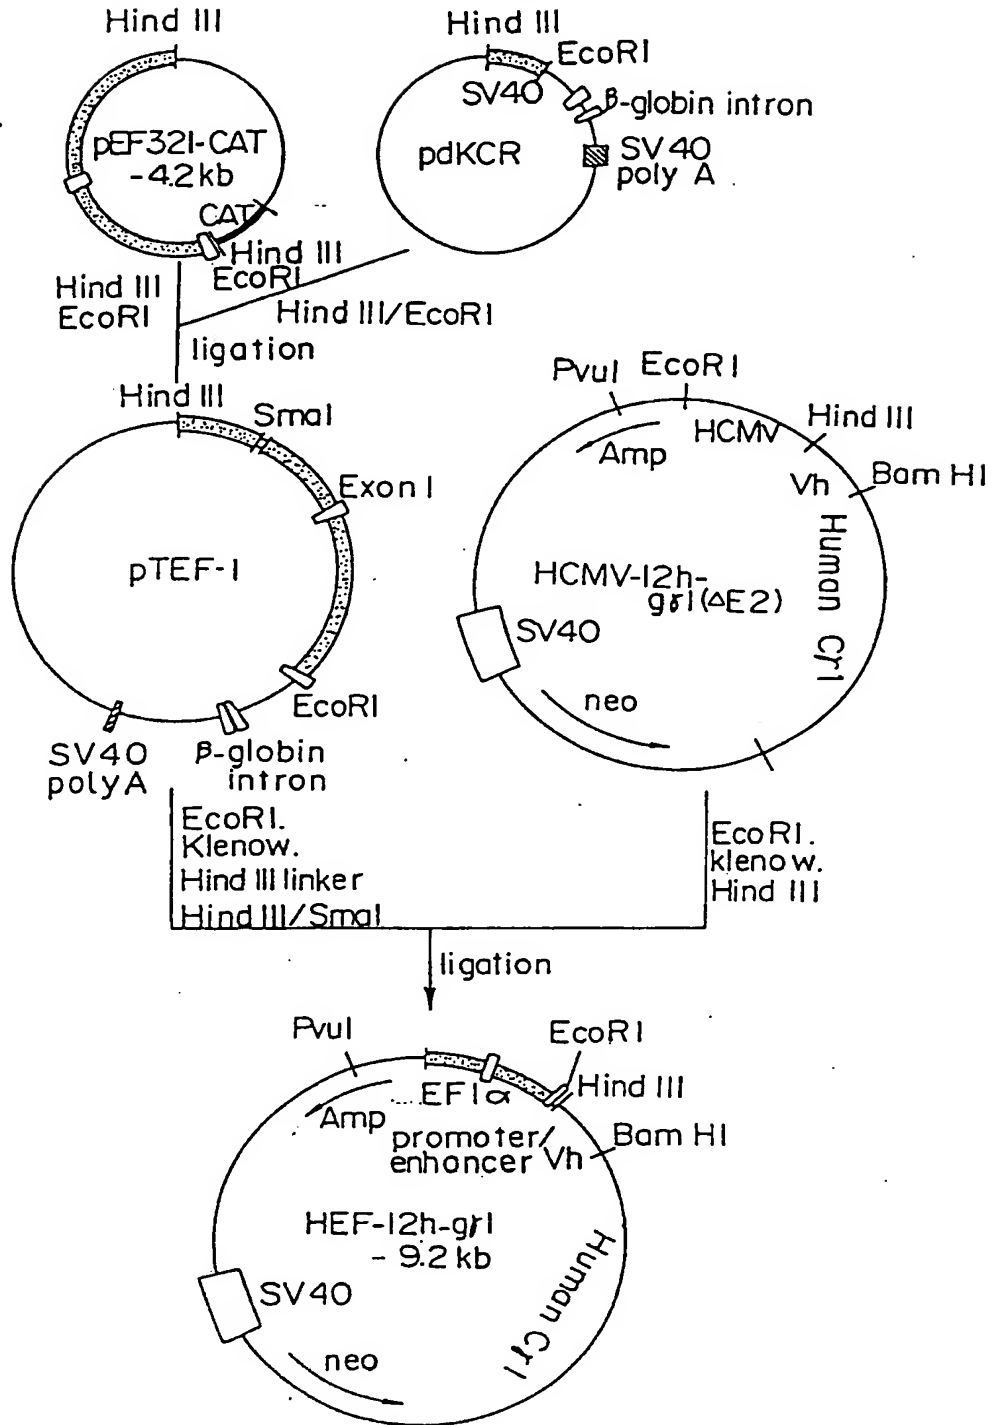 Hind III
pEF321-CAT
-4.2kb
CAT
Hind III
EcoRI
Hind III
EcoRI
SV40
β-globin intron
pdKCR
SV40
poly A
Hind III
EcoRI
Hind III/EcoRI
ligation
Hind III
SmaI
Exon I
pTEF-1
EcoRI
SV40
polyA
β-globin
intron
PvuI
EcoRI
HCMV
Hind III
Amp
Vh
Bam HI
HCMV-12h-
gγ1(ΔE2)
Human Cγ1
SV40
neo
EcoRI.
Klenow.
Hind III linker
Hind III/SmaI
EcoRI.
klenow.
Hind III
ligation
PvuI
EcoRI
EF1α
Hind III
Amp
promoter/
enhancer
Vh
Bam HI
HEF-12h-gγ1
- 9.2 kb
Human Cγ1
SV40
neo